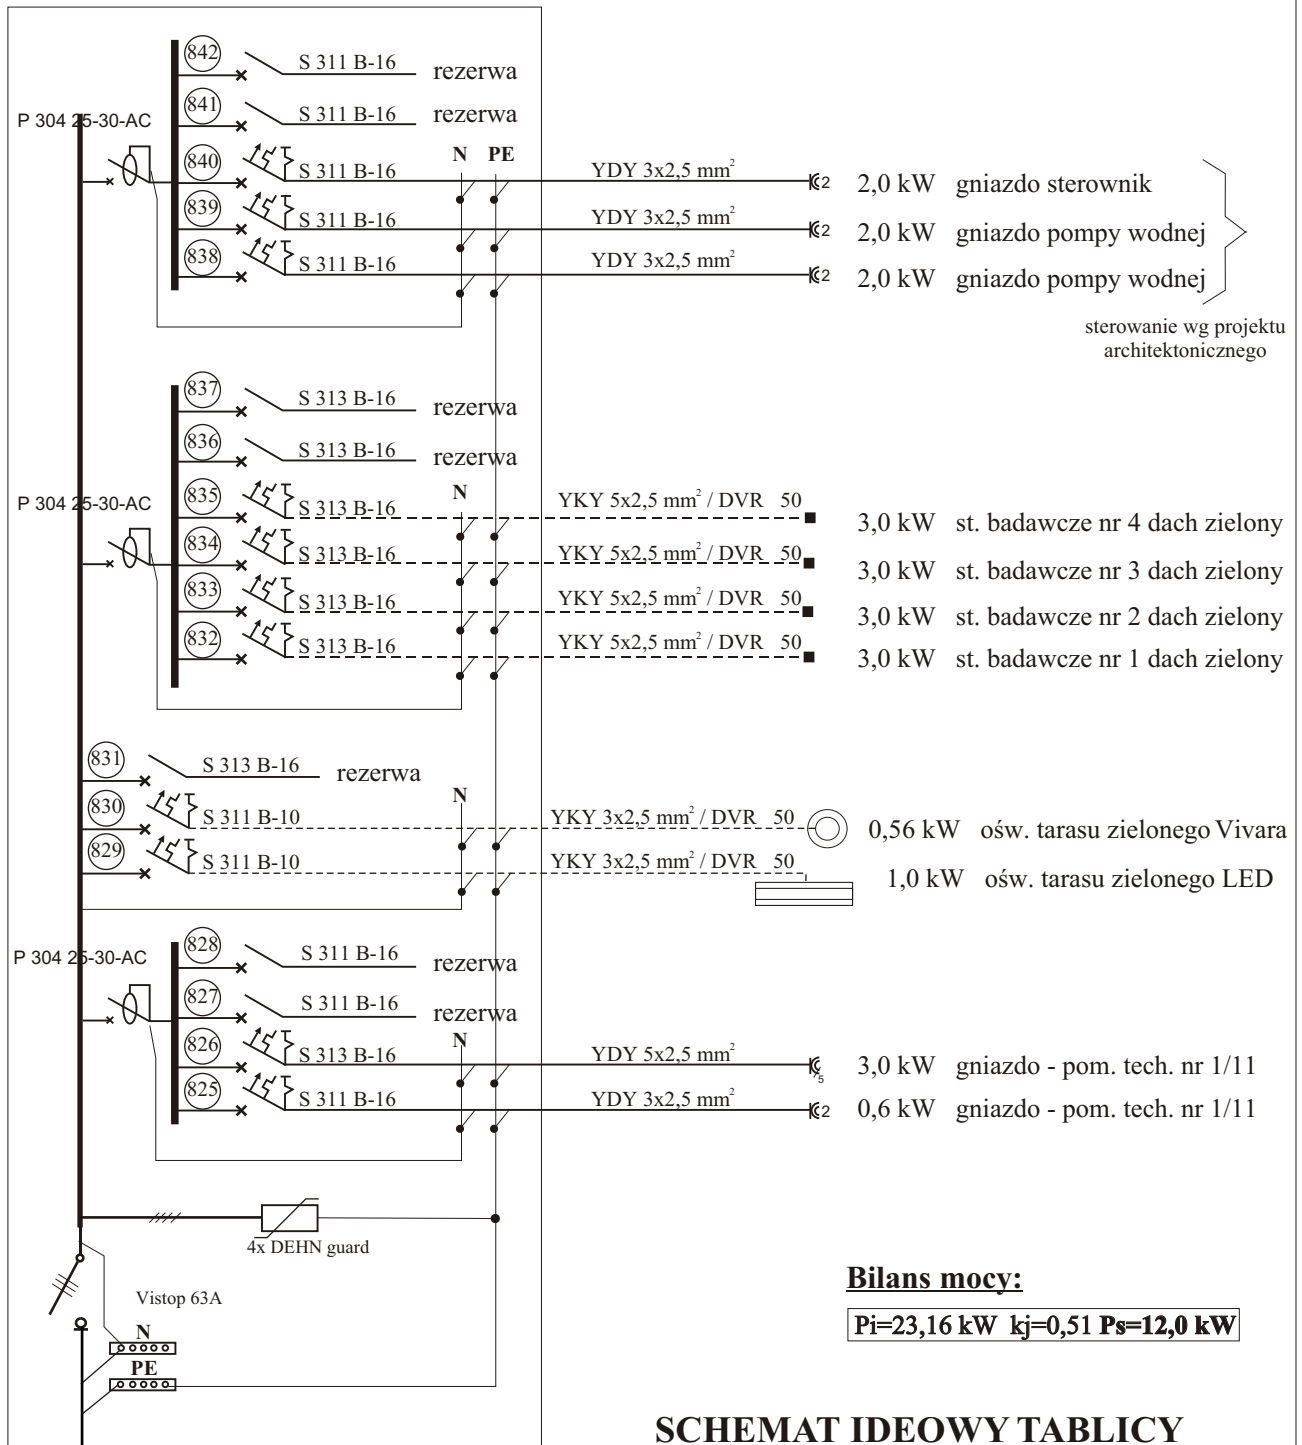 842 S 311 B-16 rezerwa
841 S 311 B-16 rezerwa
P 304 25-30-AC
840 S 311 B-16 N PE YDY 3x2,5 mm² 2 2,0 kW gniazdo sterownik
839 S 311 B-16 YDY 3x2,5 mm² 2 2,0 kW gniazdo pompy wodnej
838 S 311 B-16 YDY 3x2,5 mm² 2 2,0 kW gniazdo pompy wodnej
sterowanie wg projektu
architektonicznego
837 S 313 B-16 rezerwa
836 S 313 B-16 rezerwa
P 304 25-30-AC
835 S 313 B-16 N YKY 5x2,5 mm² / DVR 50 3,0 kW st. badawcze nr 4 dach zielony
834 S 313 B-16 YKY 5x2,5 mm² / DVR 50 3,0 kW st. badawcze nr 3 dach zielony
833 S 313 B-16 YKY 5x2,5 mm² / DVR 50 3,0 kW st. badawcze nr 2 dach zielony
832 S 313 B-16 YKY 5x2,5 mm² / DVR 50 3,0 kW st. badawcze nr 1 dach zielony
831 S 313 B-16 rezerwa
N
830 S 311 B-10 YKY 3x2,5 mm² / DVR 50 0,56 kW ośw. tarasu zielonego Vivara
829 S 311 B-10 YKY 3x2,5 mm² / DVR 50 1,0 kW ośw. tarasu zielonego LED
828 S 311 B-16 rezerwa
P 304 25-30-AC
827 S 311 B-16 rezerwa
N
826 S 313 B-16 YDY 5x2,5 mm² 5 3,0 kW gniazdo - pom. tech. nr 1/11
825 S 311 B-16 YDY 3x2,5 mm² 2 0,6 kW gniazdo - pom. tech. nr 1/11
4x DEHN guard
Vistop 63A
N
PE
Bilans mocy:
Pi=23,16 kW kj=0,51 Ps=12,0 kW
SCHEMAT IDEOWY TABLICY